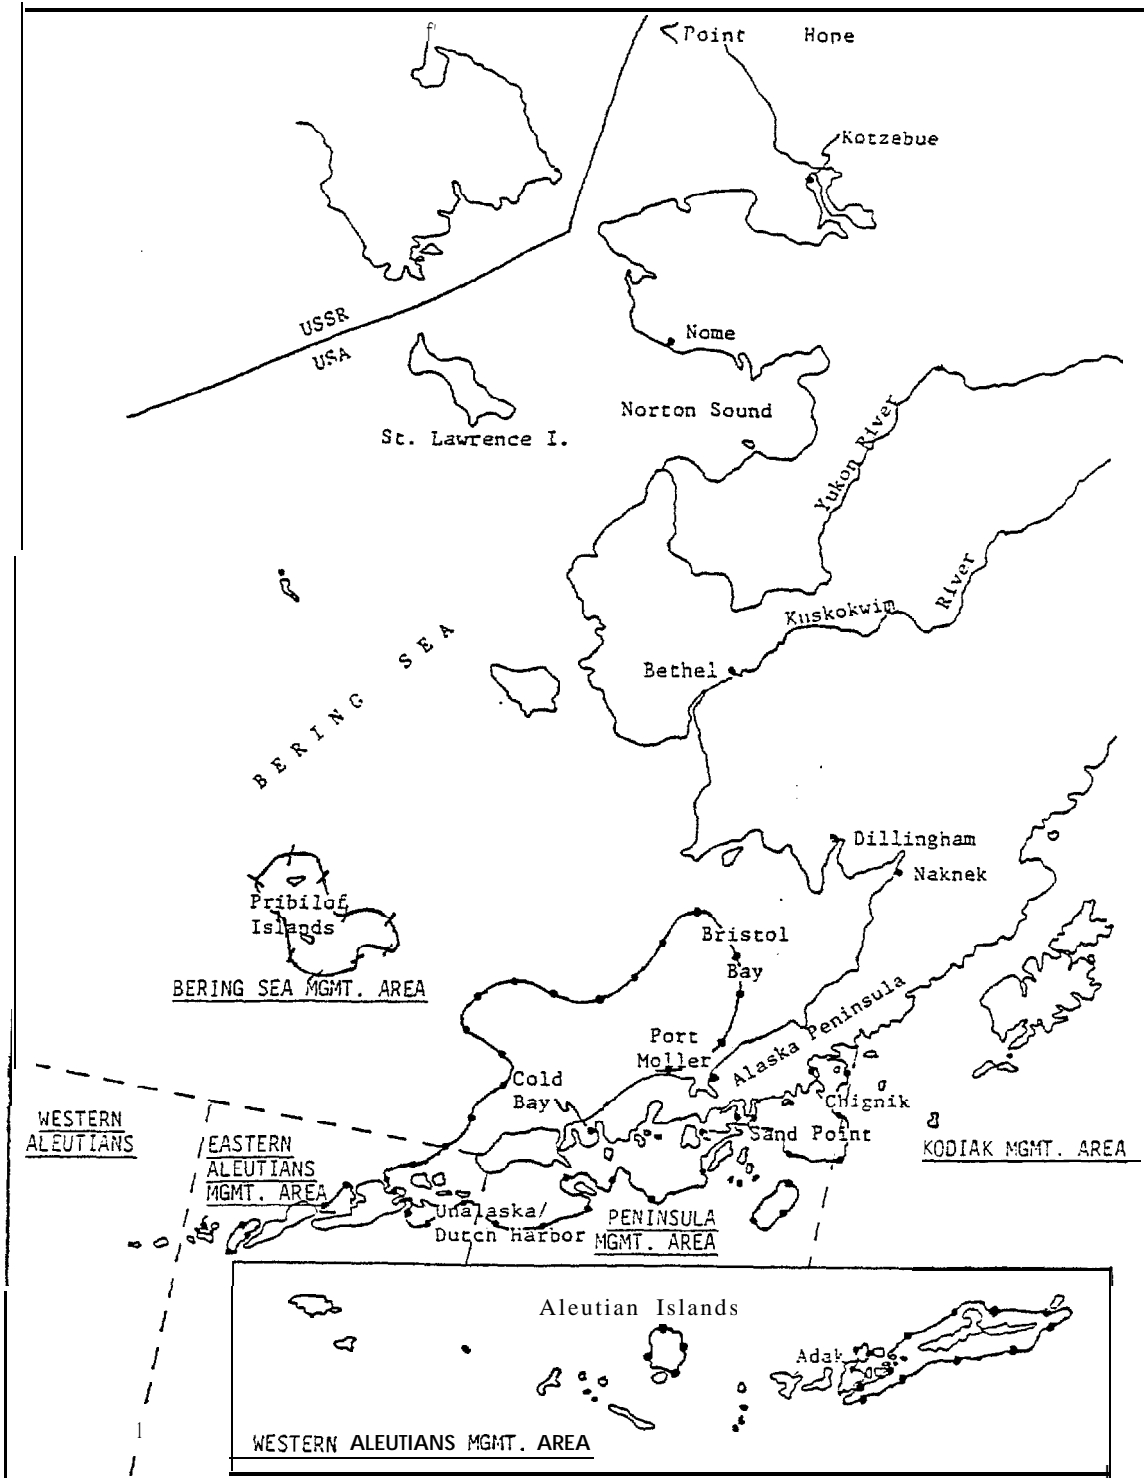 Point Hope
Kotzebue
USSR
USA
Nome
Norton Sound
St. Lawrence I.
Yukon River
Kuskokwim River
BERING SEA
Bethel
Dillingham
Naknek
Pribilof
Islands
BERING SEA MGMT. AREA
Bristol
Bay
Port
Moller
Alaska Peninsula
Cold
Bay
Chignik
Sand Point
WESTERN
ALEUTIANS
EASTERN
ALEUTIANS
MGMT. AREA
KODIAK MGMT. AREA
Unalaska/
Dutch Harbor
PENINSULA
MGMT. AREA
Aleutian Islands
Adak
WESTERN ALEUTIANS MGMT. AREA